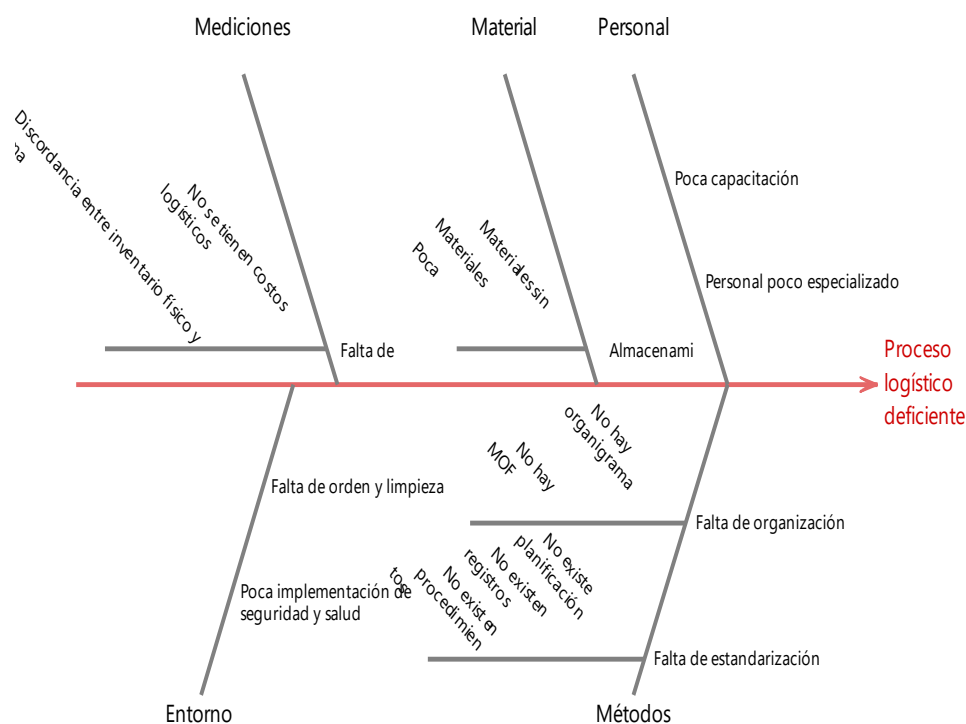 Mediciones
Material
Personal
Discordancia entre inventario físico y
No se tienen costos
logísticos
Falta de
Materiales sin
Materiales
Poca
Almacenami
Poca capacitación
Personal poco especializado
Proceso
logístico
deficiente
Falta de orden y limpieza
Poca implementación de
seguridad y salud
Entorno
No hay
organigrama
No hay
MOF
Falta de organización
No existe
planificación
No existen
registros
No existen
procedimien
tos
Falta de estandarización
Métodos